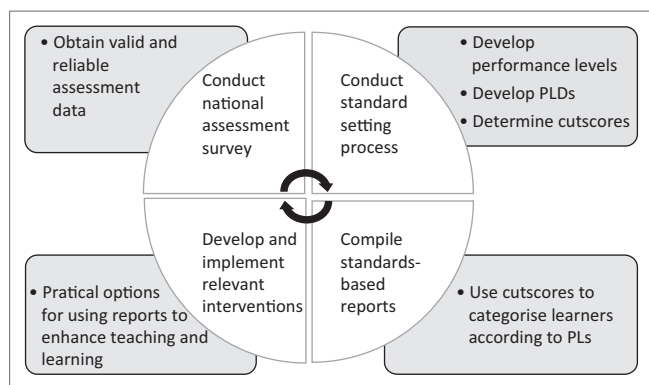 • Obtain valid and
reliable
assessment
data
Conduct
national
assessment
survey
Conduct
standard
setting
process
• Develop
performance levels
• Develop PLDs
• Determine cutscores
• Pratical options
for using reports to
enhance teaching and
learning
Develop and
implement
relevant
interventions
Compile
standards-
based
reports
• Use cutscores to
categorise learners
according to PLs